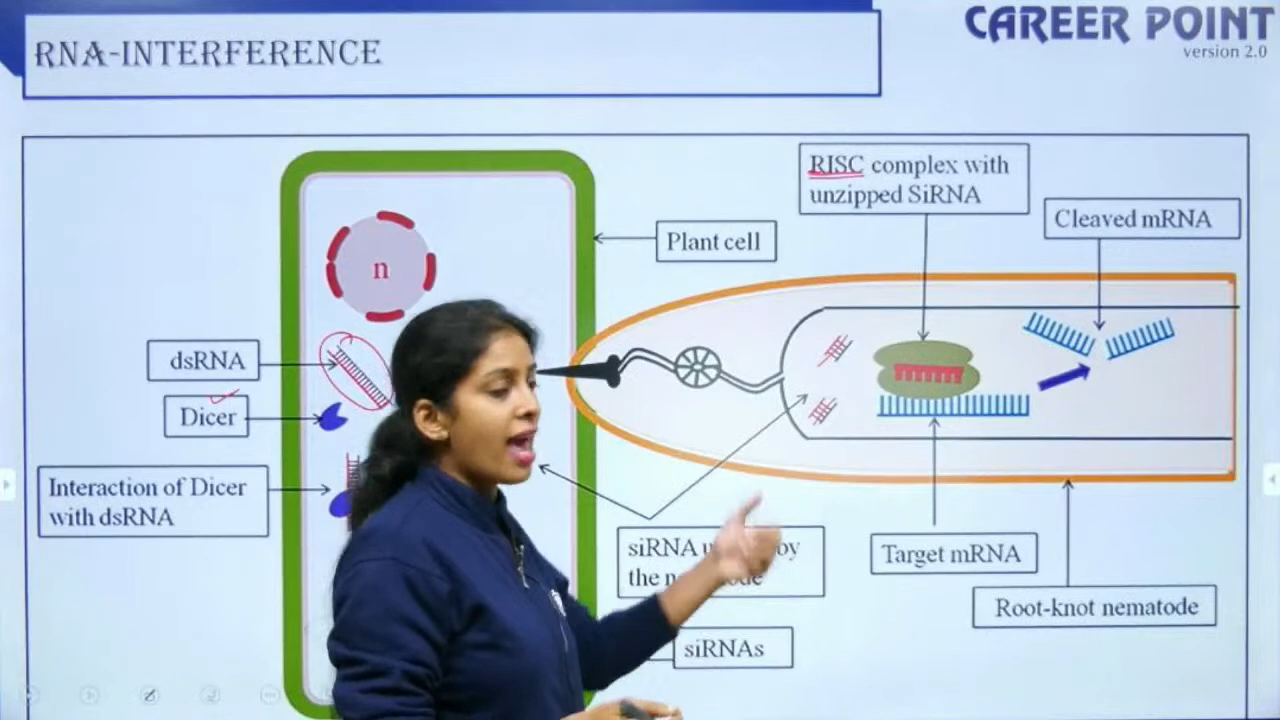 RNA-INTERFERENCE
CAREER POINT
version 2.0
RISC complex with
unzipped SiRNA
Cleaved mRNA
Plant cell
n
dsRNA
Dicer
Interaction of Dicer
with dsRNA
siRNA by
the
Target mRNA
Root-knot nematode
siRNAs